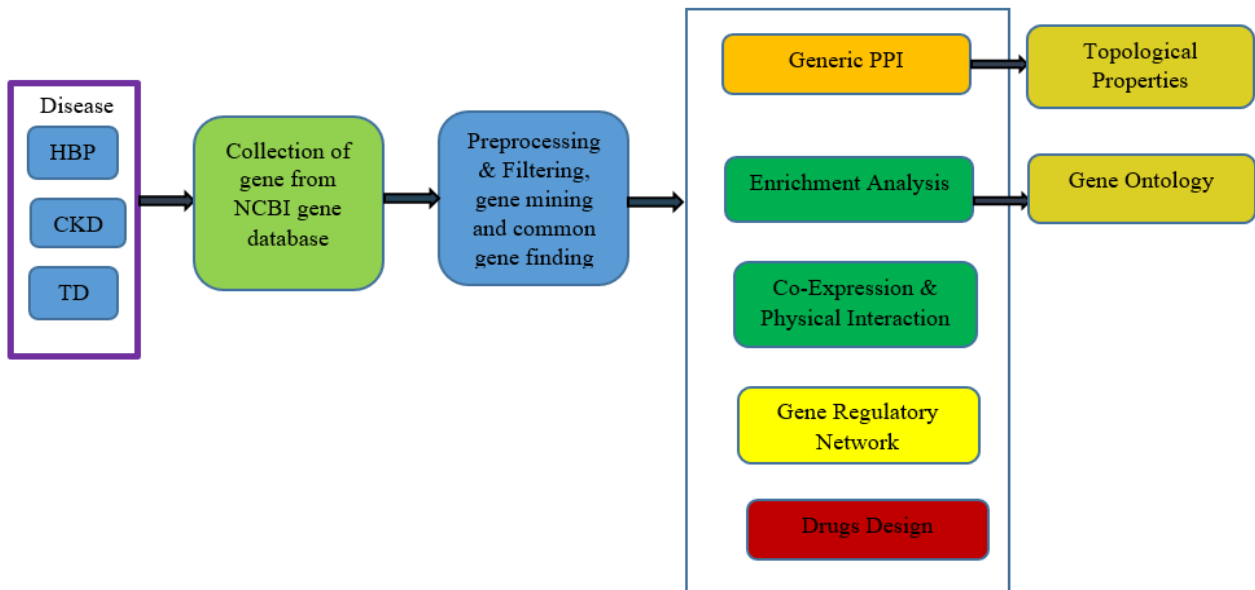 Disease
HBP
CKD
TD
Collection of
gene from
NCBI gene
database
Preprocessing
& Filtering,
gene mining
and common
gene finding
Generic PPI
Enrichment Analysis
Co-Expression &
Physical Interaction
Gene Regulatory
Network
Drugs Design
Topological
Properties
Gene Ontology